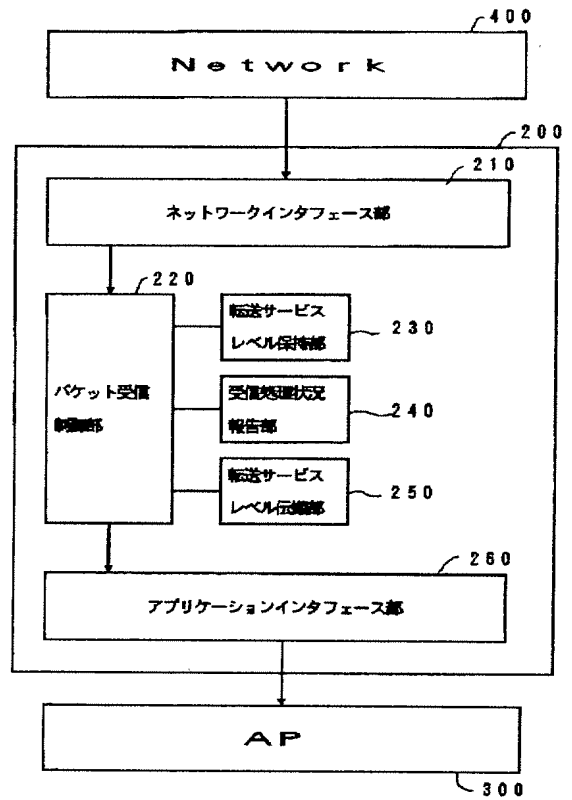 400
Network
200
210
ネットワークインタフェース部
220
転送サービス
レベル保持部
230
パケット受信
制御部
受信処理状況
報告部
240
転送サービス
レベル伝搬部
250
260
アプリケーションインタフェース部
AP
300